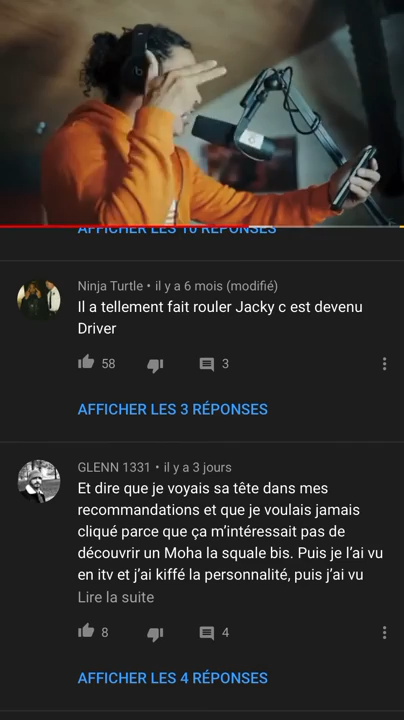 AFFICHER LES 10 RÉPONSES
Ninja Turtle • il y a 6 mois (modifié)
Il a tellement fait rouler Jacky c est devenu
Driver
58
3
AFFICHER LES 3 RÉPONSES
GLENN 1331 • il y a 3 jours
Et dire que je voyais sa tête dans mes
recommandations et que je voulais jamais
cliqué parce que ça m'intéressait pas de
découvrir un Moha la squale bis. Puis je l'ai vu
en itv et j'ai kiffé la personnalité, puis j'ai vu
Lire la suite
8
4
AFFICHER LES 4 RÉPONSES